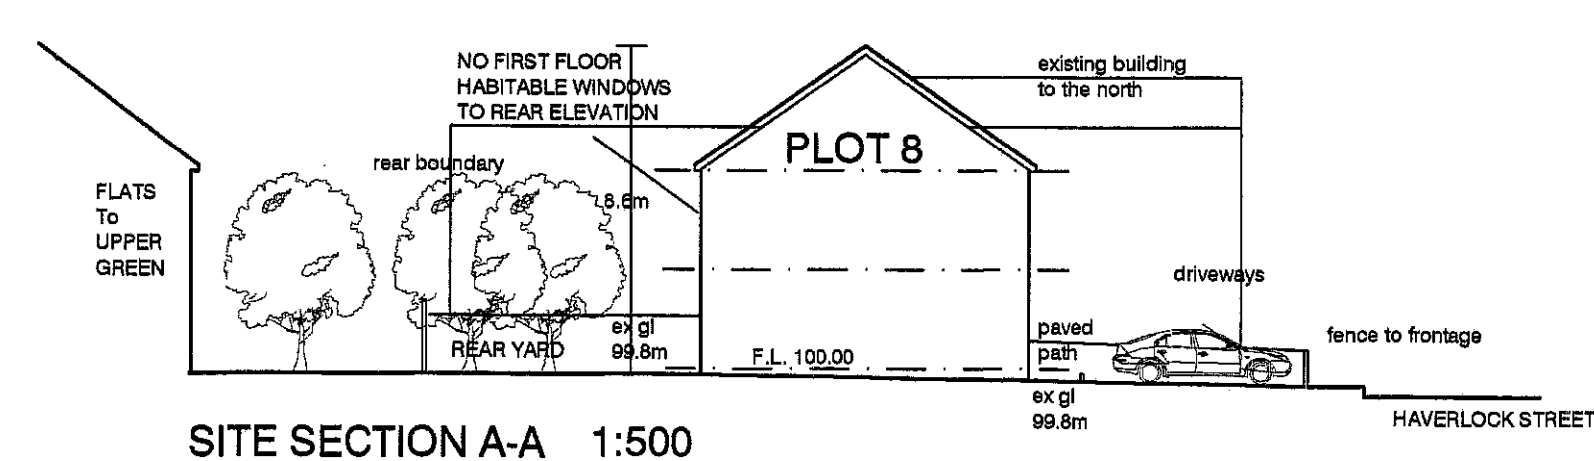 NO FIRST FLOOR
HABITABLE WINDOWS
TO REAR ELEVATION
existing building
to the north
PLOT 8
rear boundary
FLATS
To
UPPER
GREEN
8.6m
driveways
ex gl
99.8m
REAR YARD
F.L. 100.00
paved
path
fence to frontage
ex gl
99.8m
HAVERLOCK STREET
SITE SECTION A-A 1:500